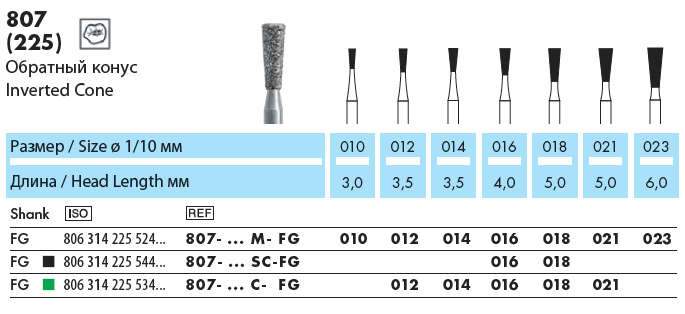 807
(225)
Обратный конус
Inverted Cone
Размер / Size ø 1/10 мм 010 012 014 016 018 021 023
Длина / Head Length мм 3,0 3,5 3,5 4,0 5,0 5,0 6,0
Shank ISO REF
FG 806 314 225 524... 807- ... M- FG 010 012 014 016 018 021 023
FG 806 314 225 544... 807- ... SC-FG 016 018
FG 806 314 225 534... 807- ... C- FG 012 014 016 018 021